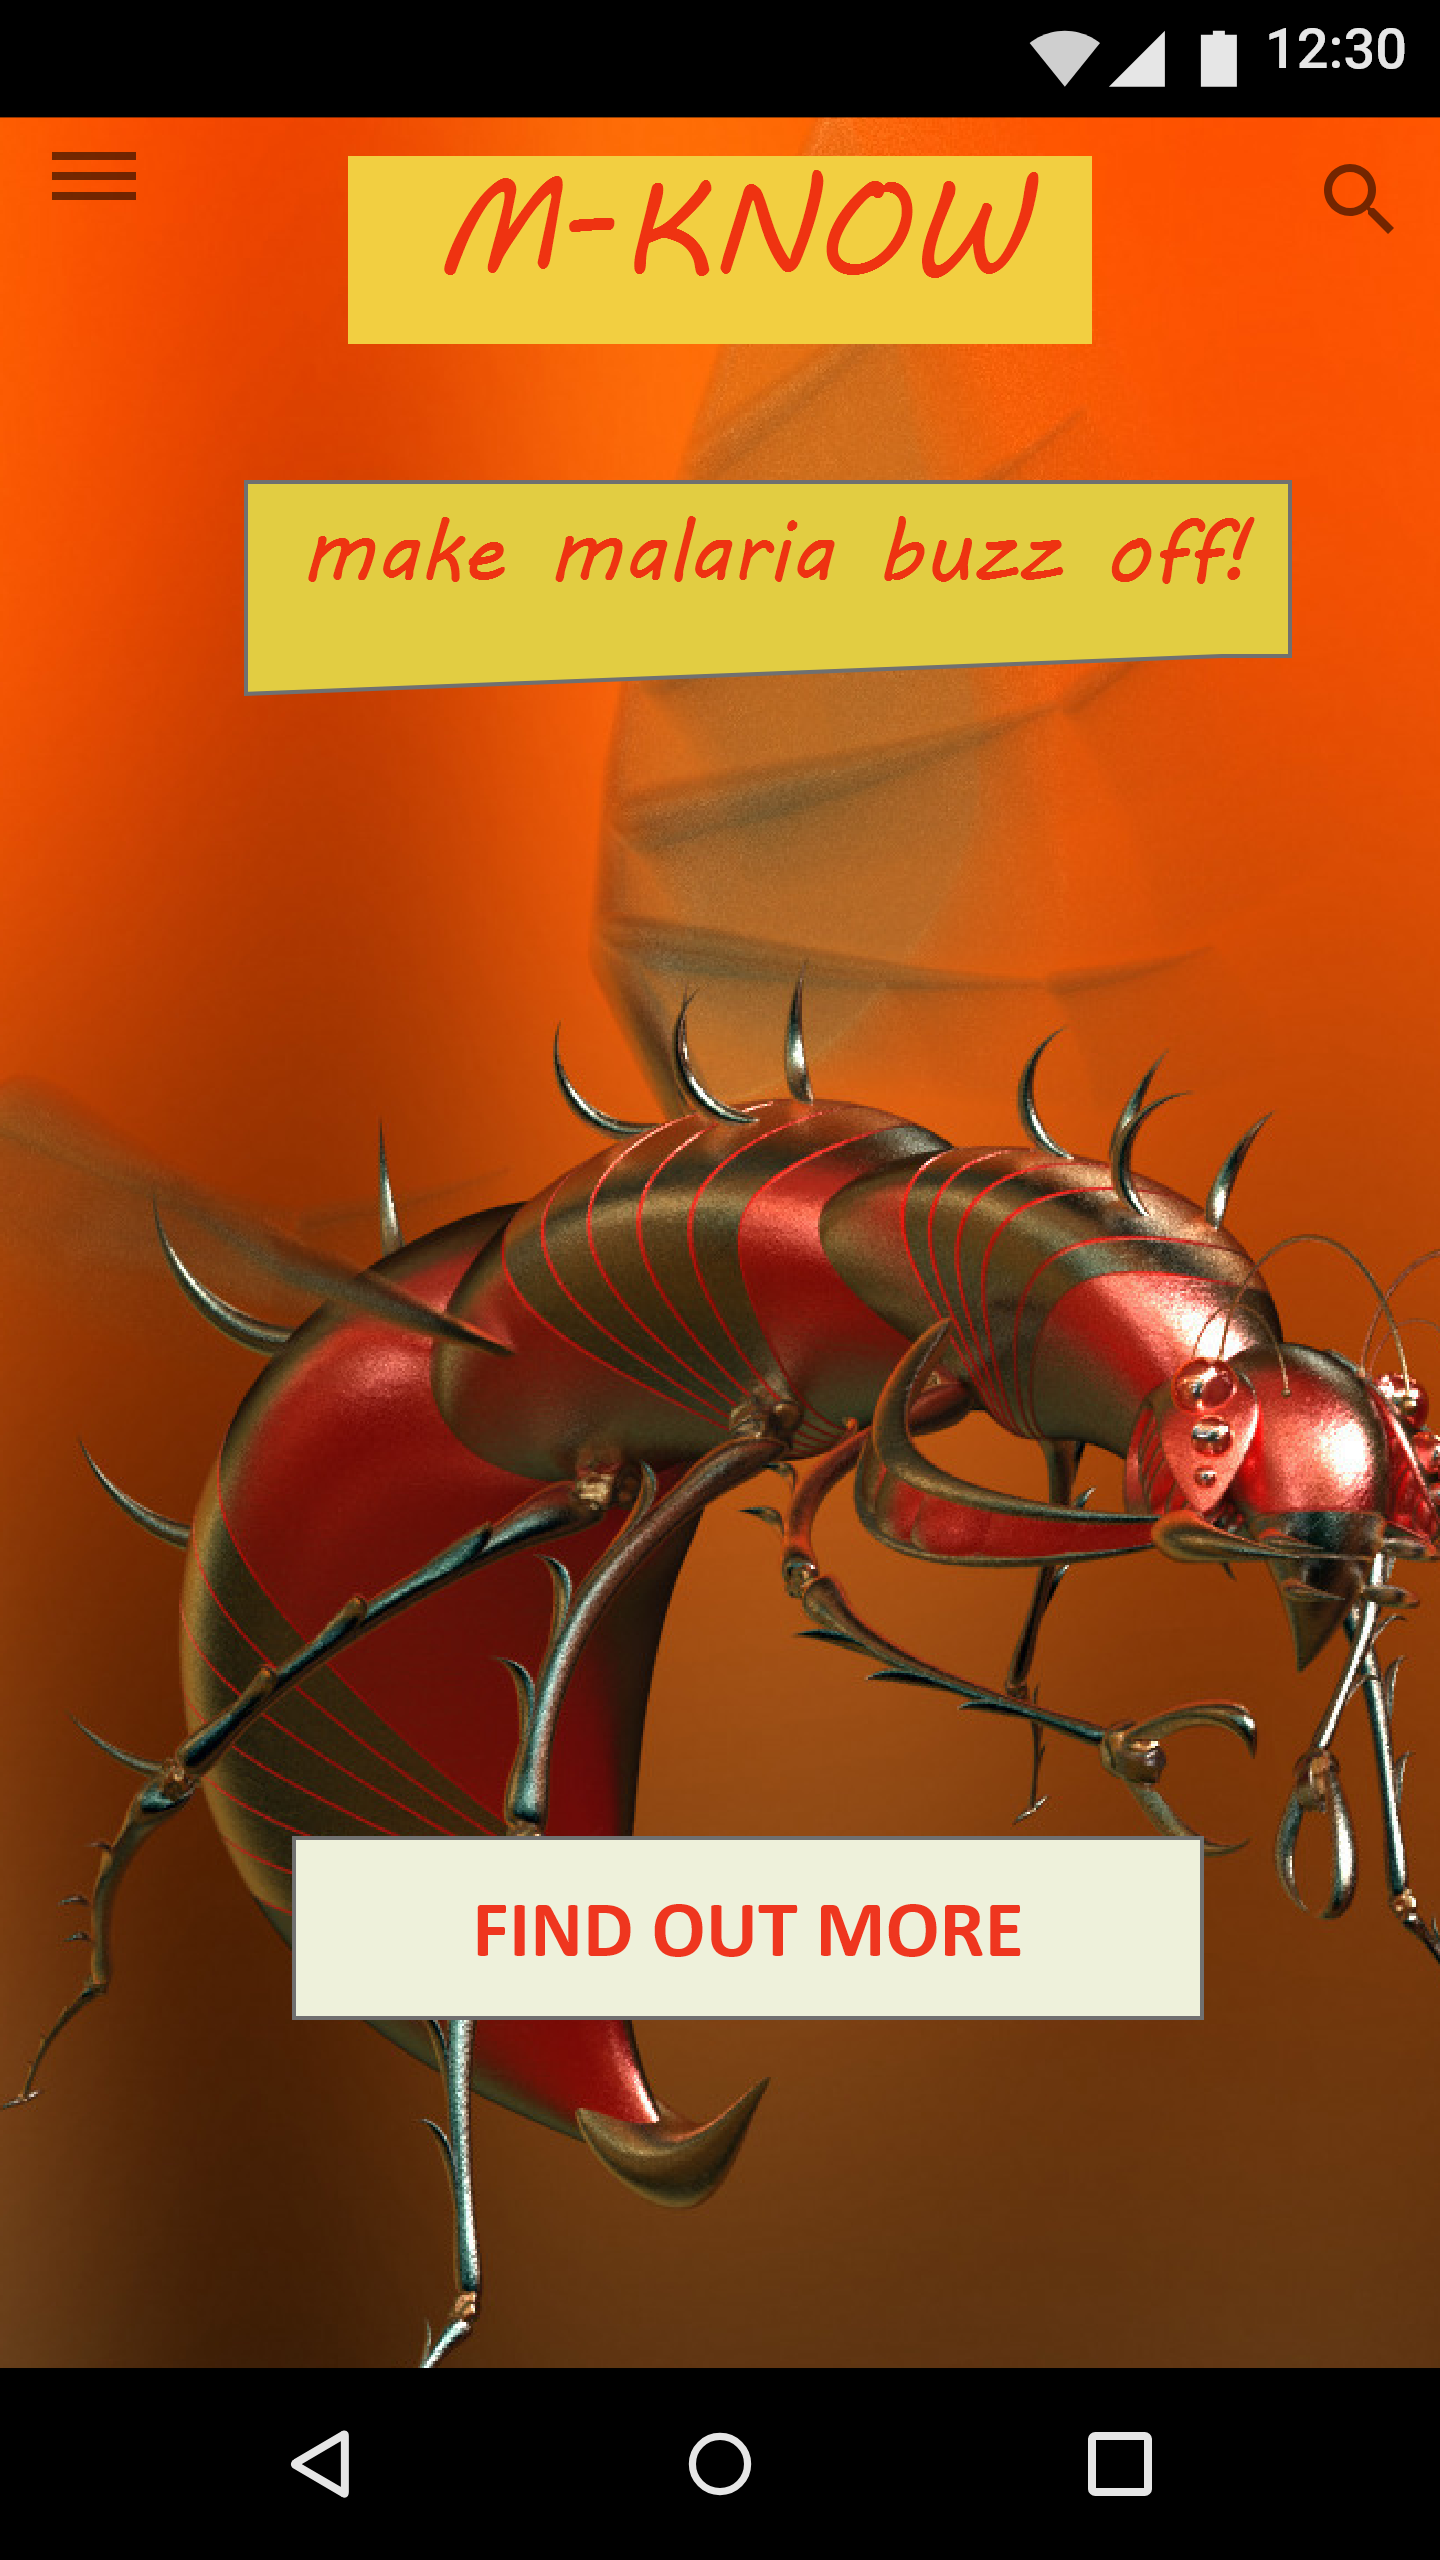 12:30
M-KNOW
make malaria buzz off!
FIND OUT MORE